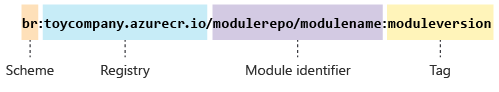 br:toycompany.azurecr.io/modulerepo/modulename:moduleversion
Scheme Registry Module identifier Tag